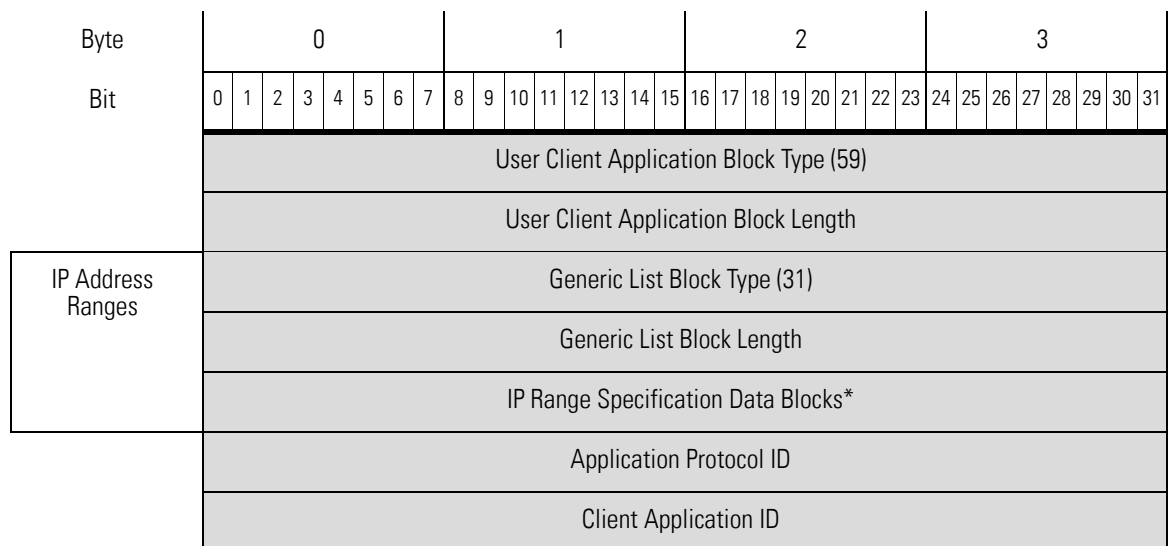 Byte 0 1 2 3
Bit 0 1 2 3 4 5 6 7 8 9 10 11 12 13 14 15 16 17 18 19 20 21 22 23 24 25 26 27 28 29 30 31
User Client Application Block Type (59)
User Client Application Block Length
IP Address
Ranges
Generic List Block Type (31)
Generic List Block Length
IP Range Specification Data Blocks*
Application Protocol ID
Client Application ID